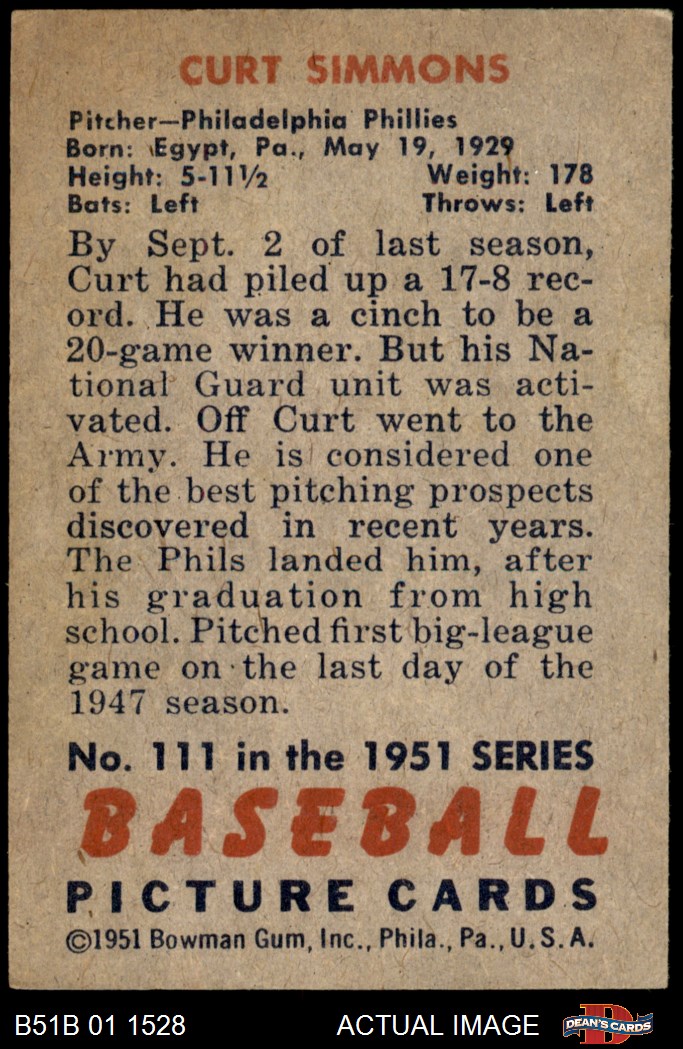 CURT SIMMONS
Pitcher—Philadelphia Phillies
Born: Egypt, Pa., May 19, 1929
Height: 5-11½ Weight: 178
Bats: Left Throws: Left
By Sept. 2 of last season,
Curt had piled up a 17-8 rec-
ord. He was a cinch to be a
20-game winner. But his Na-
tional Guard unit was acti-
vated. Off Curt went to the
Army. He is considered one
of the best pitching prospects
discovered in recent years.
The Phils landed him, after
his graduation from high
school. Pitched first big-league
game on the last day of the
1947 season.
No. 111 in the 1951 SERIES
BASEBALL
PICTURE CARDS
©1951 Bowman Gum, Inc., Phila., Pa., U.S.A.
B51B 01 1528 ACTUAL IMAGE D DEAN'S CARDS